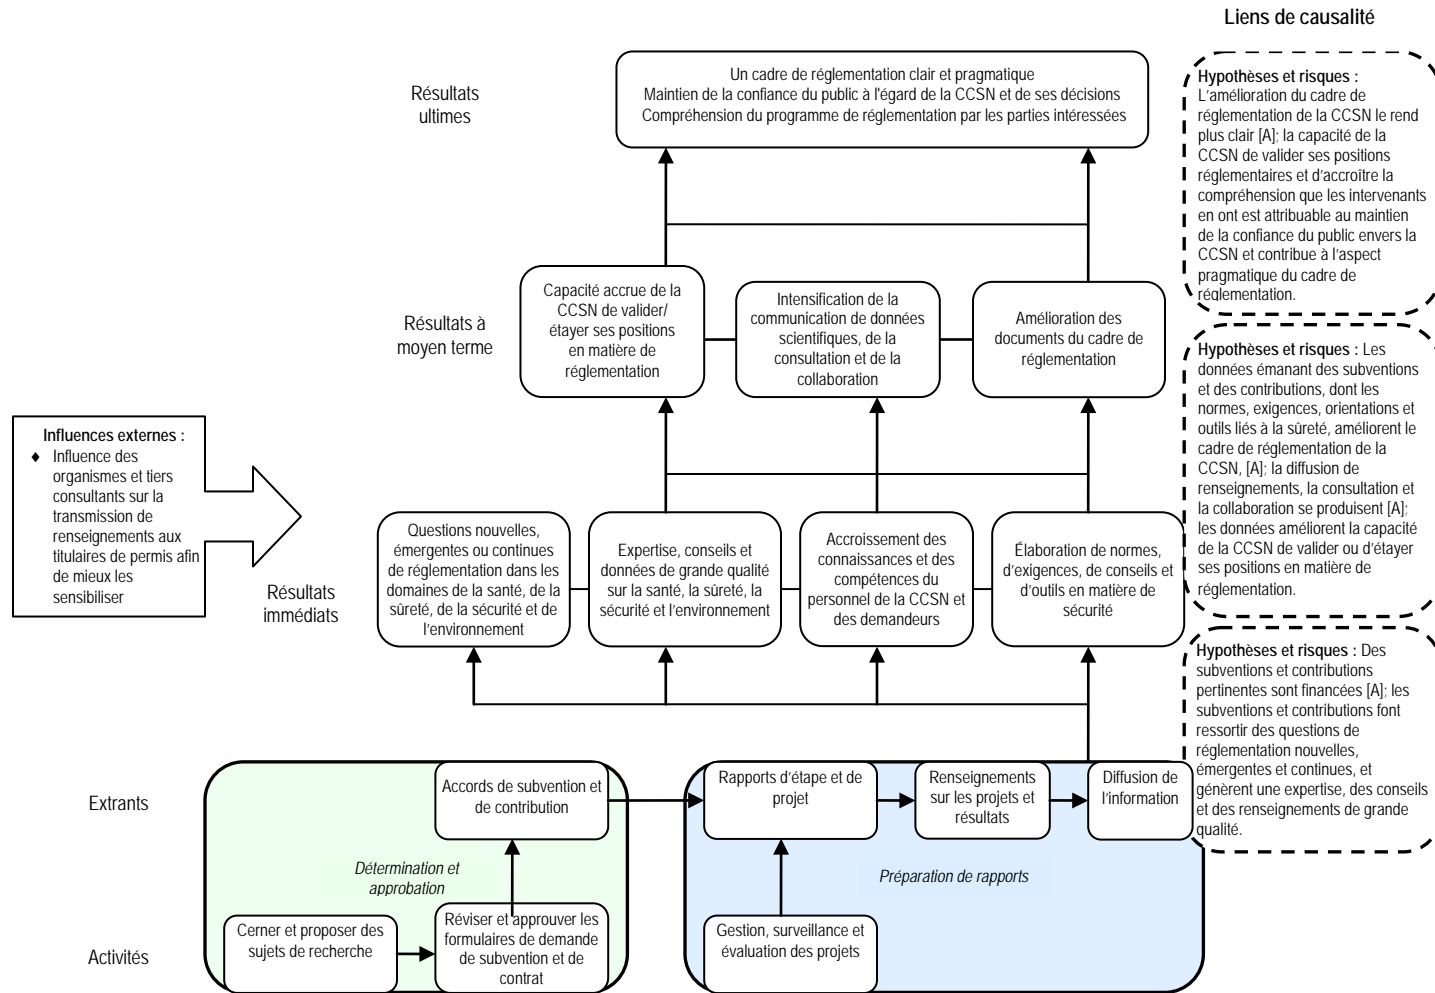 Liens de causalité
Résultats
ultimes
Un cadre de réglementation clair et pragmatique
Maintien de la confiance du public à l'égard de la CCSN et de ses décisions
Compréhension du programme de réglementation par les parties intéressées
Hypothèses et risques :
L'amélioration du cadre de
réglementation de la CCSN le rend
plus clair [A]; la capacité de la
CCSN de valider ses positions
réglementaires et d'accroître la
compréhension que les intervenants
en ont est attribuable au maintien
de la confiance du public envers la
CCSN et contribue à l'aspect
pragmatique du cadre de
réglementation.
Résultats à
moyen terme
Capacité accrue de la
CCSN de valider/
étayer ses positions
en matière de
réglementation
Intensification de la
communication de données
scientifiques, de la
consultation et de la
collaboration
Amélioration des
documents du cadre de
réglementation
Hypothèses et risques : Les
données émanant des subventions
et des contributions, dont les
normes, exigences, orientations et
outils liés à la sûreté, améliorent le
cadre de réglementation de la
CCSN, [A]; la diffusion de
renseignements, la consultation et
la collaboration se produisent [A];
les données améliorent la capacité
de la CCSN de valider ou d'étayer
ses positions en matière de
réglementation.
Influences externes :
♦ Influence des
organismes et tiers
consultants sur la
transmission de
renseignements aux
titulaires de permis afin
de mieux les
sensibiliser
Résultats
immédiats
Questions nouvelles,
émergentes ou continues
de réglementation dans les
domaines de la santé, de la
sûreté, de la sécurité et de
l'environnement
Expertise, conseils et
données de grande qualité
sur la santé, la sûreté, la
sécurité et l'environnement
Accroissement des
connaissances et des
compétences du
personnel de la CCSN et
des demandeurs
Élaboration de normes,
d'exigences, de conseils et
d'outils en matière de
sécurité
Hypothèses et risques : Des
subventions et contributions
pertinentes sont financées [A]; les
subventions et contributions font
ressortir des questions de
réglementation nouvelles,
émergentes et continues, et
génèrent une expertise, des conseils
et des renseignements de grande
qualité.
Extrants
Accords de subvention et
de contribution
Rapports d'étape et de
projet
Renseignements
sur les projets et
résultats
Diffusion de
l'information
Détermination et
approbation
Préparation de rapports
Activités
Cerner et proposer des
sujets de recherche
Réviser et approuver les
formulaires de demande
de subvention et de
contrat
Gestion, surveillance et
évaluation des projets